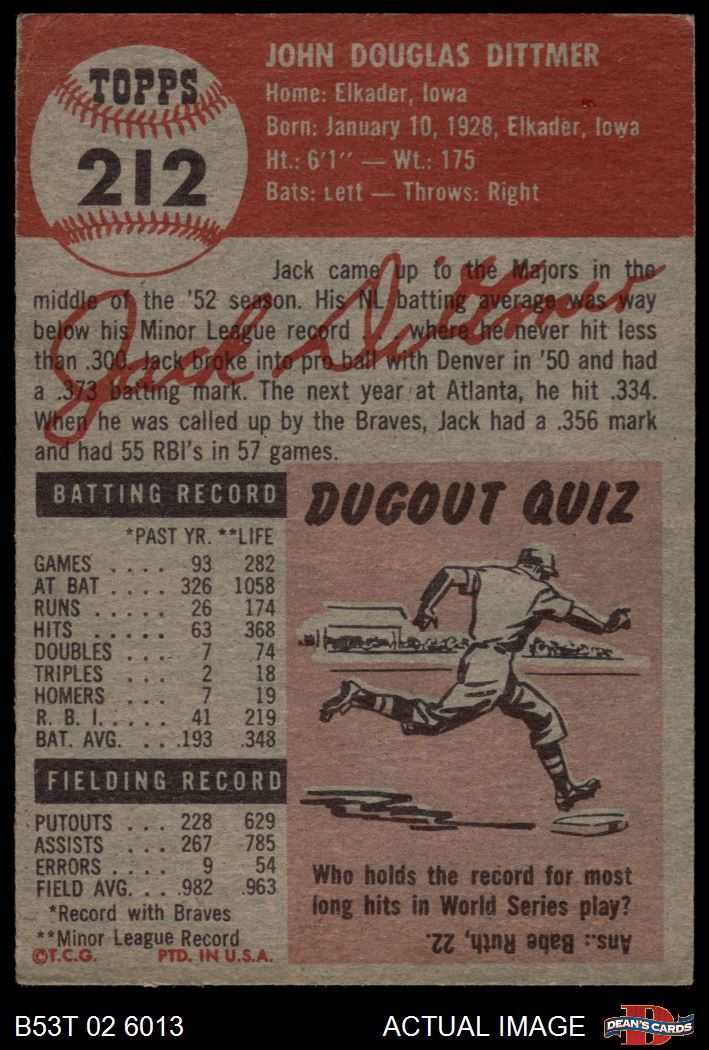 TOPPS
212
JOHN DOUGLAS DITTMER
Home: Elkader, Iowa
Born: January 10, 1928, Elkader, Iowa
Ht.: 6'1" — Wt.: 175
Bats: Left — Throws: Right
Jack came up to the Majors in the
middle of the '52 season. His NL batting average was way
below his Minor League record where he never hit less
than .300. Jack broke into pro ball with Denver in '50 and had
a .373 batting mark. The next year at Atlanta, he hit .334.
When he was called up by the Braves, Jack had a .356 mark
and had 55 RBI's in 57 games.
Jack Dittmer
BATTING RECORD
*PAST YR. **LIFE
GAMES .... 93 282
AT BAT .... 326 1058
RUNS ..... 26 174
HITS ..... 63 368
DOUBLES ... 7 74
TRIPLES ... 2 18
HOMERS ... 7 19
R. B. I. .... 41 219
BAT. AVG. ... .193 .348
FIELDING RECORD
PUTOUTS ... 228 629
ASSISTS ... 267 785
ERRORS .... 9 54
FIELD AVG. ... .982 .963
*Record with Braves
**Minor League Record
©T.C.G. PTD. IN U.S.A.
DUGOUT QUIZ
Who holds the record for most
long hits in World Series play?
Ans.: Babe Ruth, 22.
B53T 02 6013
ACTUAL IMAGE
D
DEAN'S CARDS